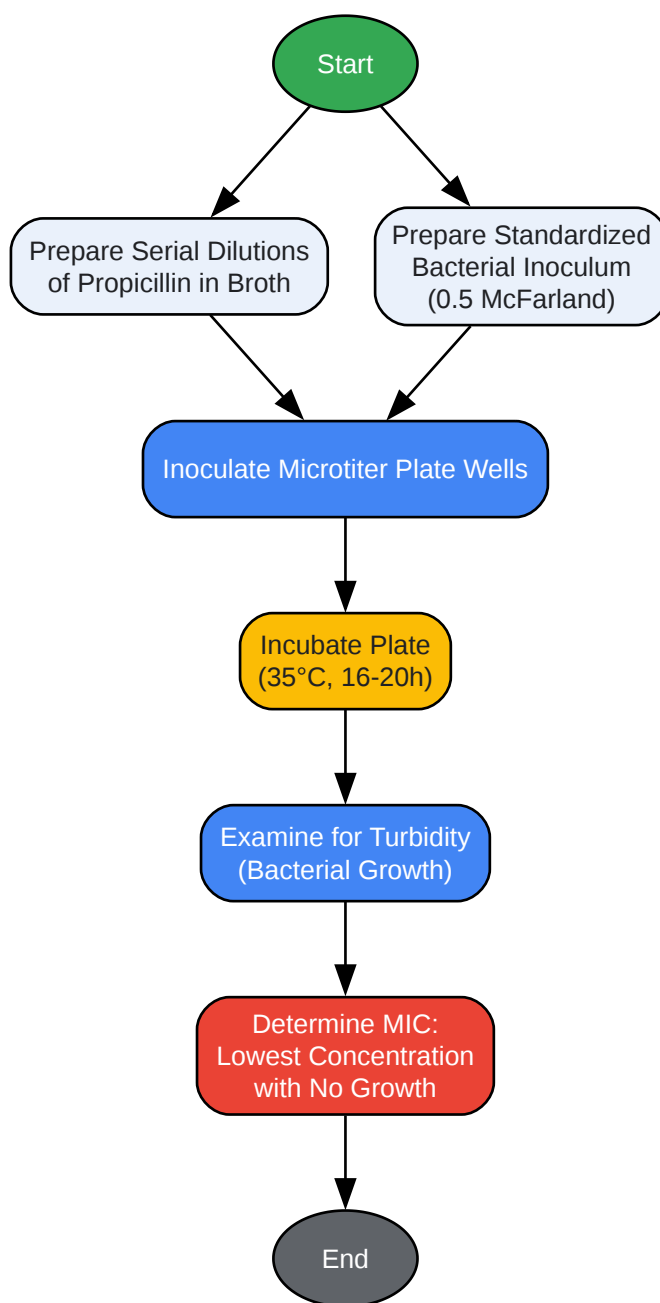 Start
Prepare Serial Dilutions
of Propicillin in Broth
Prepare Standardized
Bacterial Inoculum
(0.5 McFarland)
Inoculate Microtiter Plate Wells
Incubate Plate
(35°C, 16-20h)
Examine for Turbidity
(Bacterial Growth)
Determine MIC:
Lowest Concentration
with No Growth
End